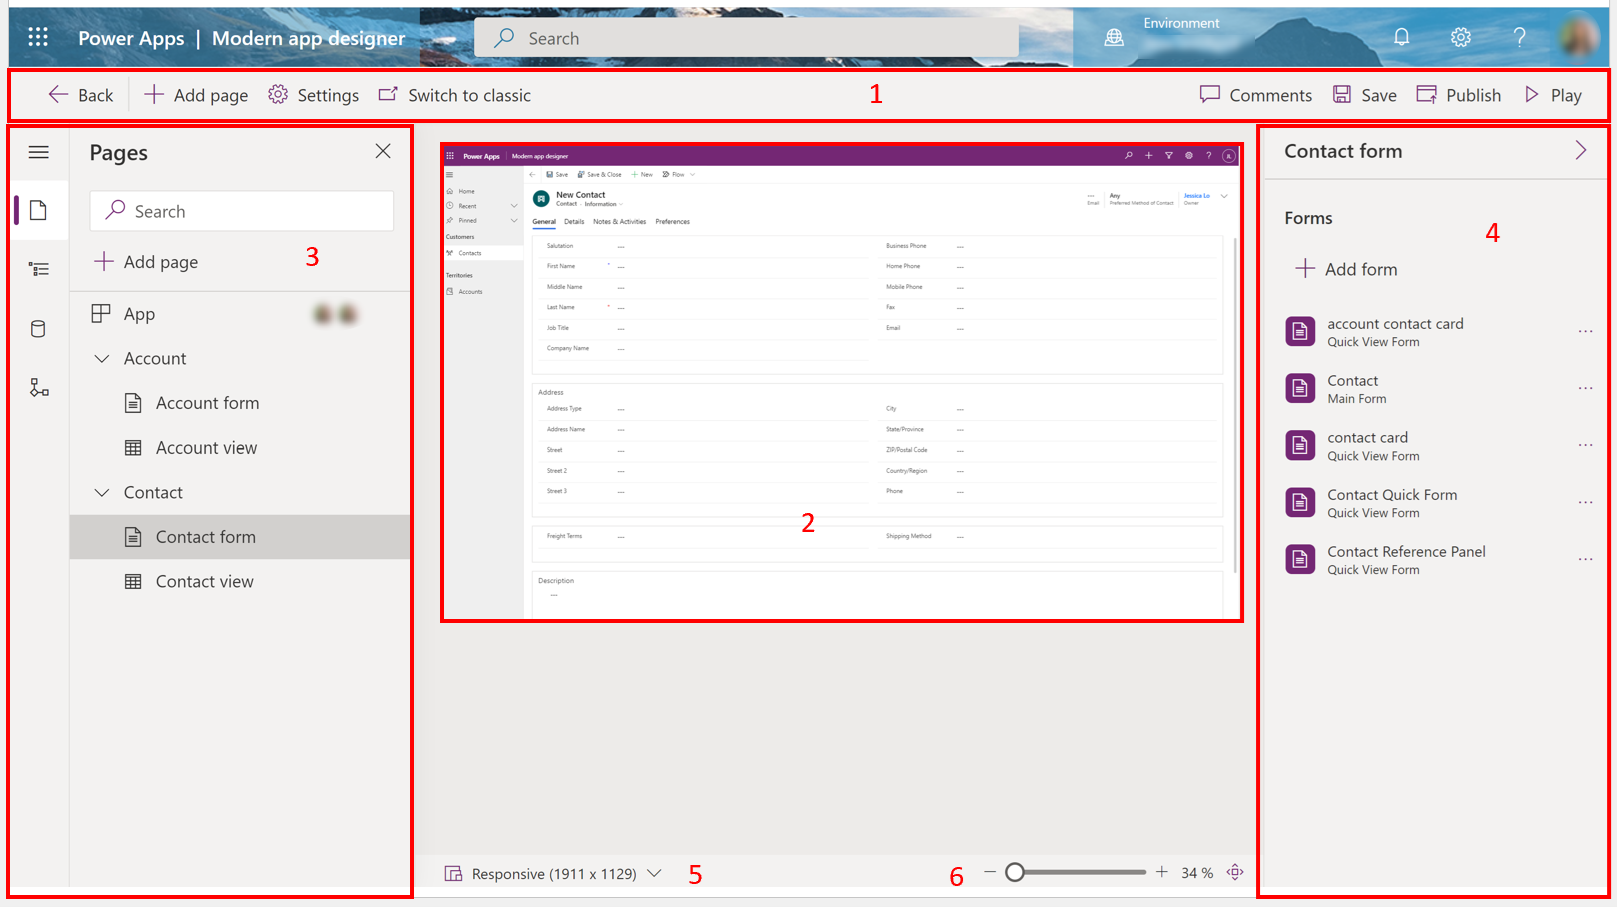 Power Apps | Modern app designer
Search
Environment
Back
Add page
Settings
Switch to classic
1
Comments
Save
Publish
Play
Pages
Search
Add page
3
App
Account
Account form
Account view
Contact
Contact form
Contact view
Power Apps | Modern app designer
JL
Save
Save & Close
New
Flow
Home
Recent
Pinned
Customers
Contacts
Territories
Accounts
New Contact
Contact · Information
---
Email
Any
Preferred Method of Contact
Jessica Lo
Owner
General
Details
Notes & Activities
Preferences
Salutation ---
Business Phone ---
First Name * ---
Home Phone ---
Middle Name ---
Mobile Phone ---
Last Name * ---
Fax ---
Job Title ---
Email ---
Company Name ---
Address
Address Type ---
City ---
Address Name ---
State/Province ---
Street ---
ZIP/Postal Code ---
Street 2 ---
Country/Region ---
Street 3 ---
Phone ---
2
Freight Terms ---
Shipping Method ---
Description
---
Contact form
Forms
4
Add form
account contact card
Quick View Form
Contact
Main Form
contact card
Quick View Form
Contact Quick Form
Quick View Form
Contact Reference Panel
Quick View Form
Responsive (1911 x 1129)
5
6
34 %